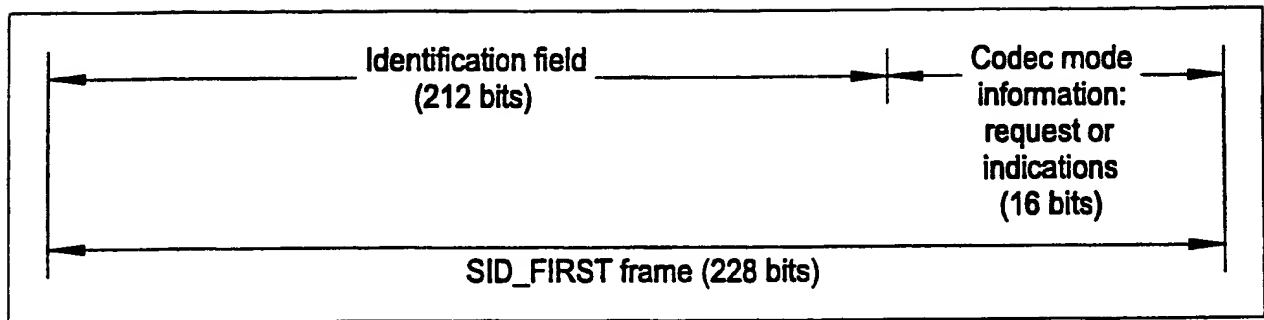 Identification field
(212 bits)
Codec mode
information:
request or
indications
(16 bits)
SID_FIRST frame (228 bits)